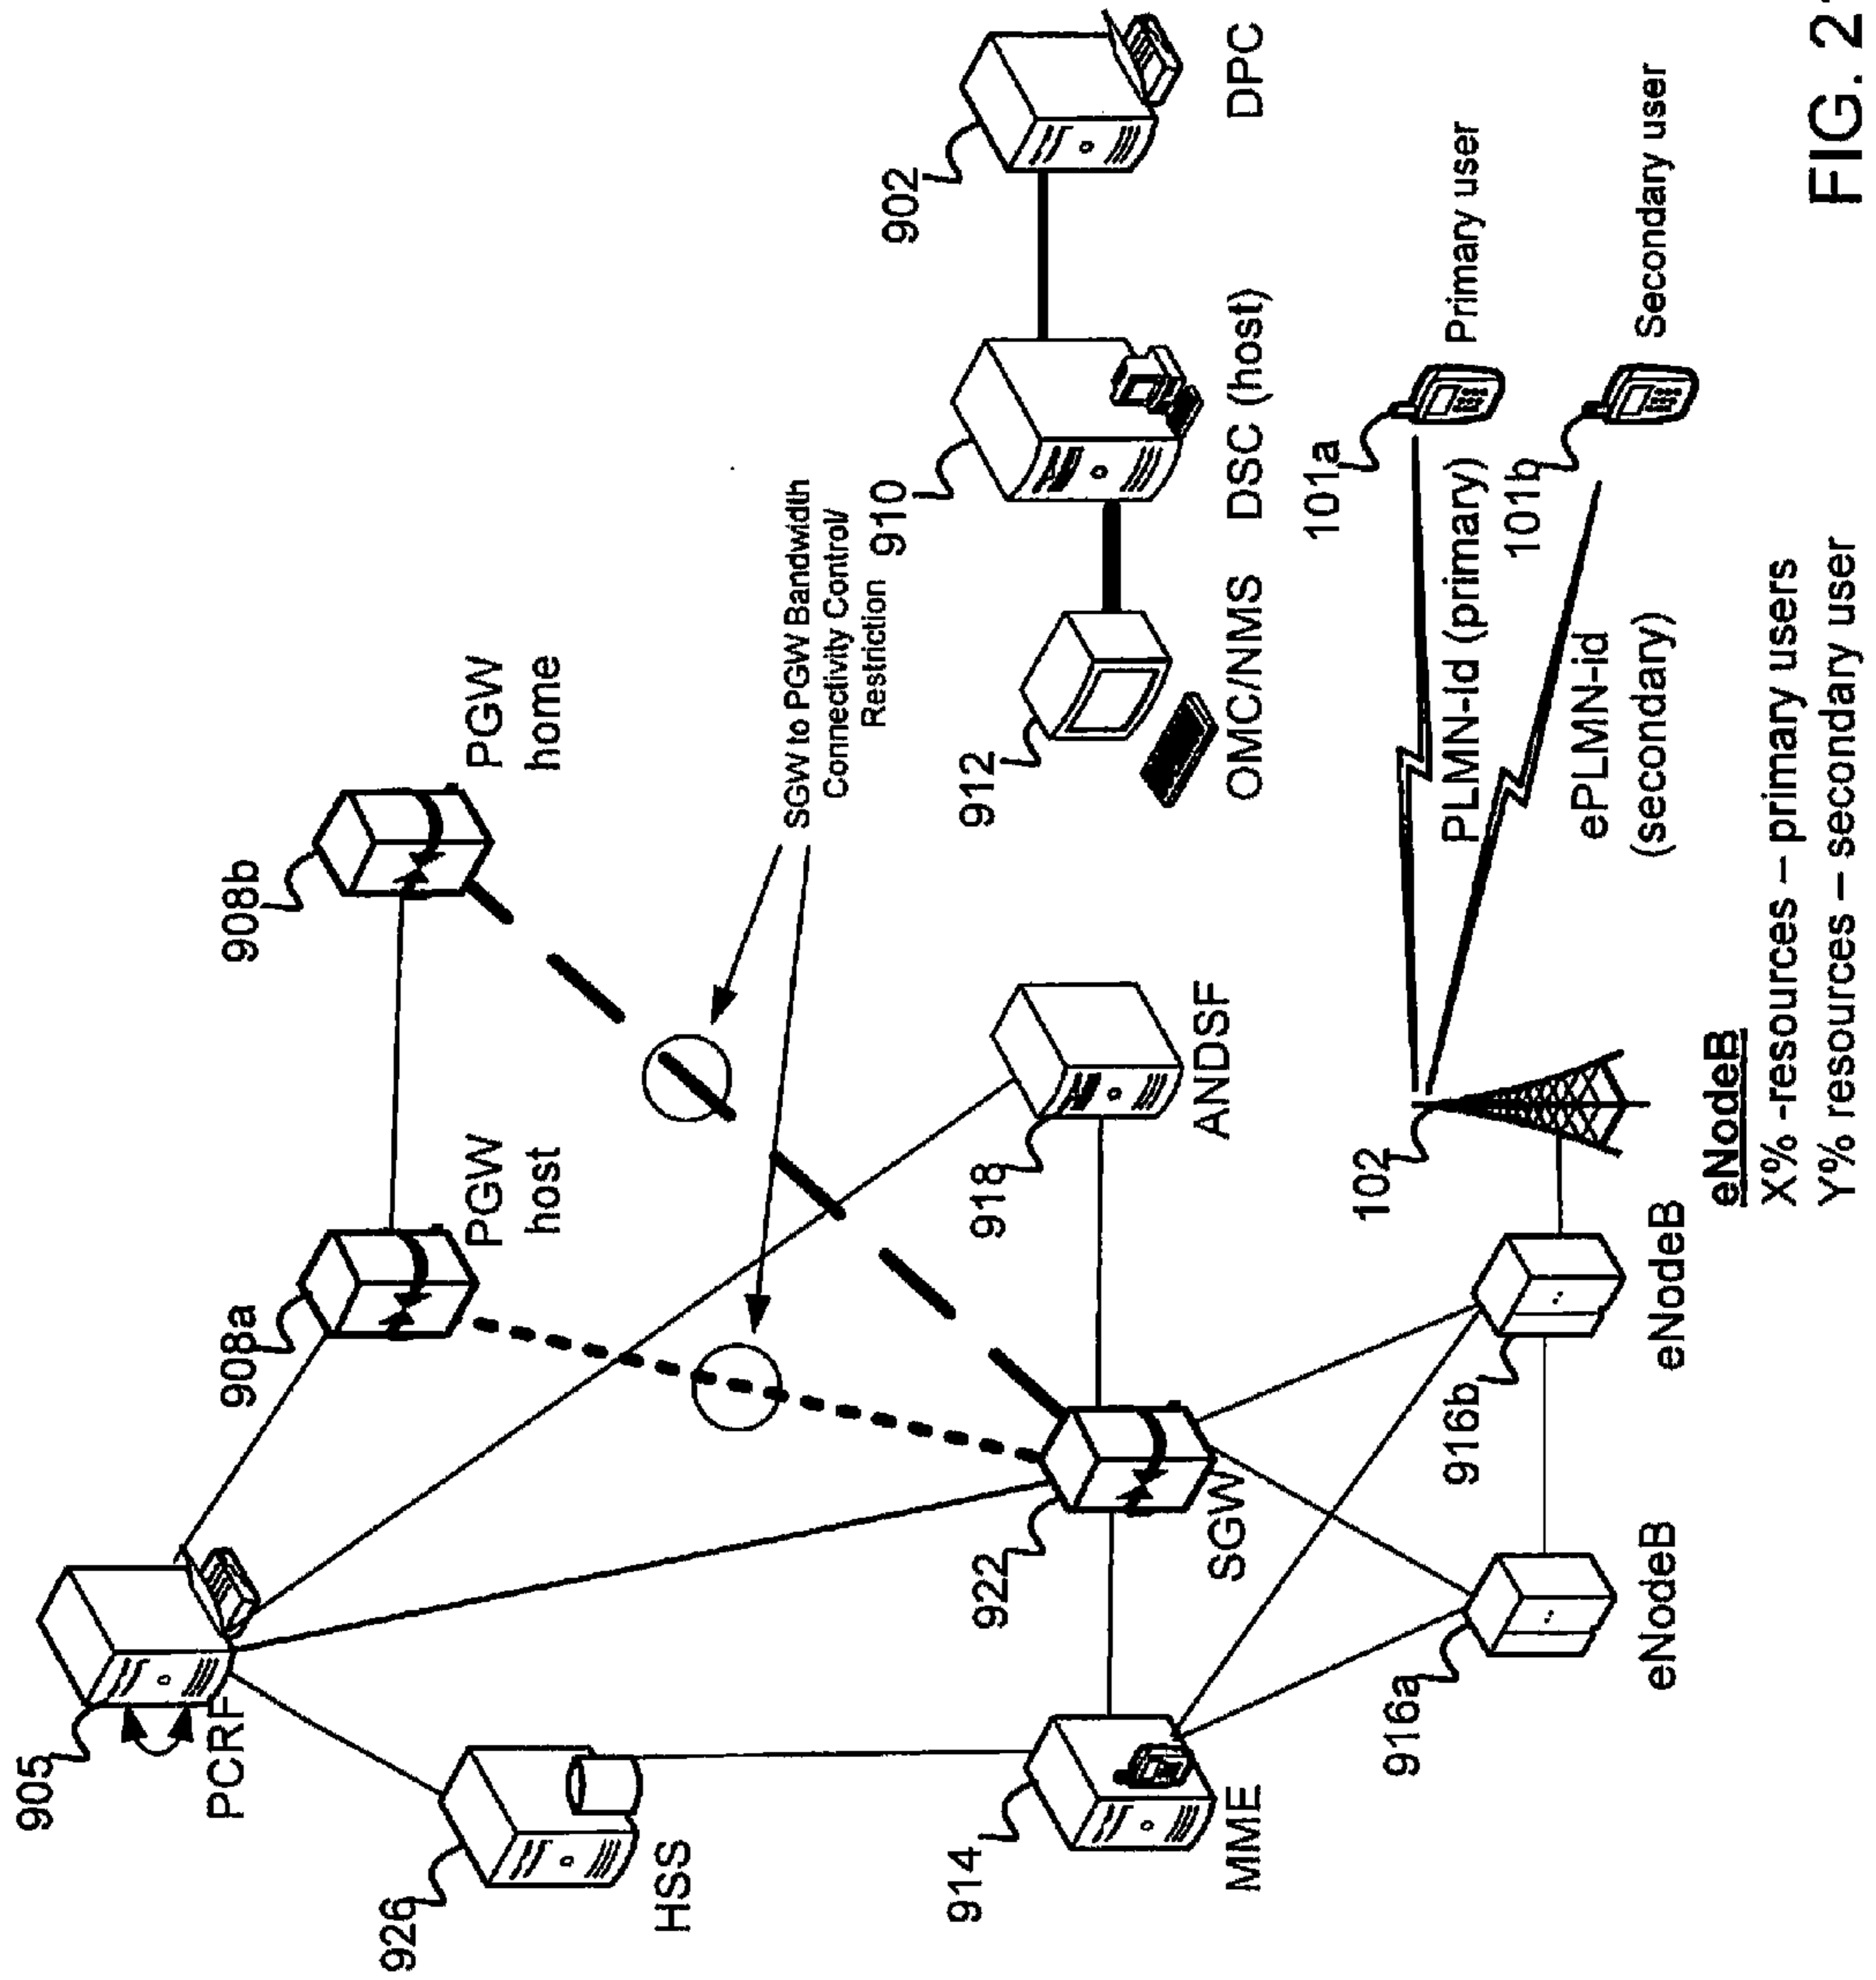 905
PCRF
926
HSS
908a
PGW
host
908b
PGW
home
SGW to PGW Bandwidth
Connectivity Control/
Restriction
914
MME
922
SGW
918
ANDSF
912
OMC/NMS
910
DSC (host)
902
DPC
916a
eNodeB
916b
eNodeB
102
PLMN-Id (primary)
ePLMN-id
(secondary)
101a
Primary user
101b
Secondary user
eNodeB
X% -resources – primary users
Y% resources – secondary user
FIG.